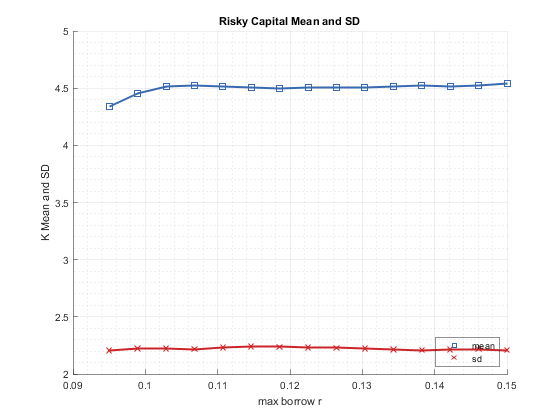 Risky Capital Mean and SD
K Mean and SD
5
4.5
4
3.5
3
2.5
2
mean
sd
0.09
0.1
0.11
0.12
0.13
0.14
0.15
max borrow r